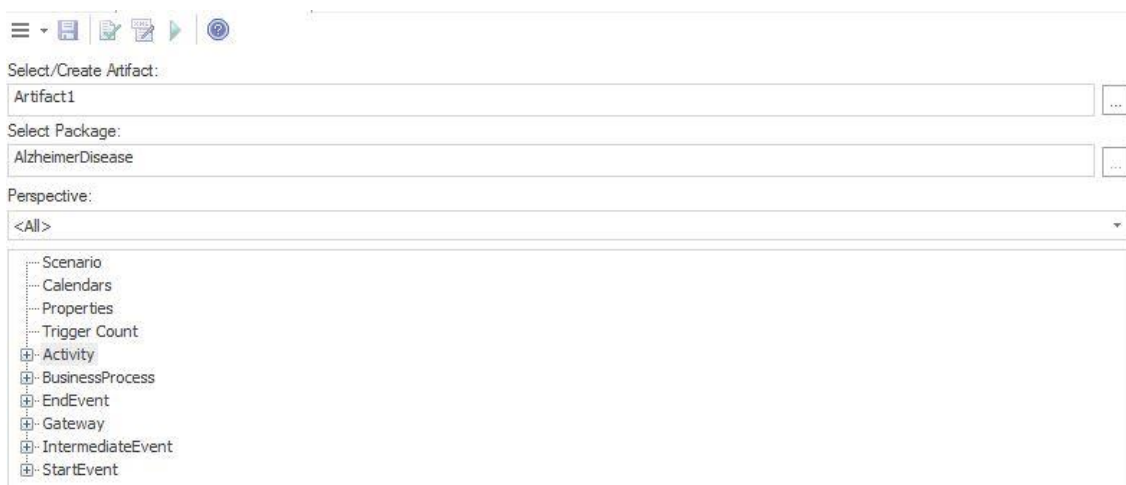 Select/Create Artifact:
Artifact1
...
Select Package:
AlzheimerDisease
...
Perspective:
<All>
Scenario
Calendars
Properties
Trigger Count
Activity
BusinessProcess
EndEvent
Gateway
IntermediateEvent
StartEvent